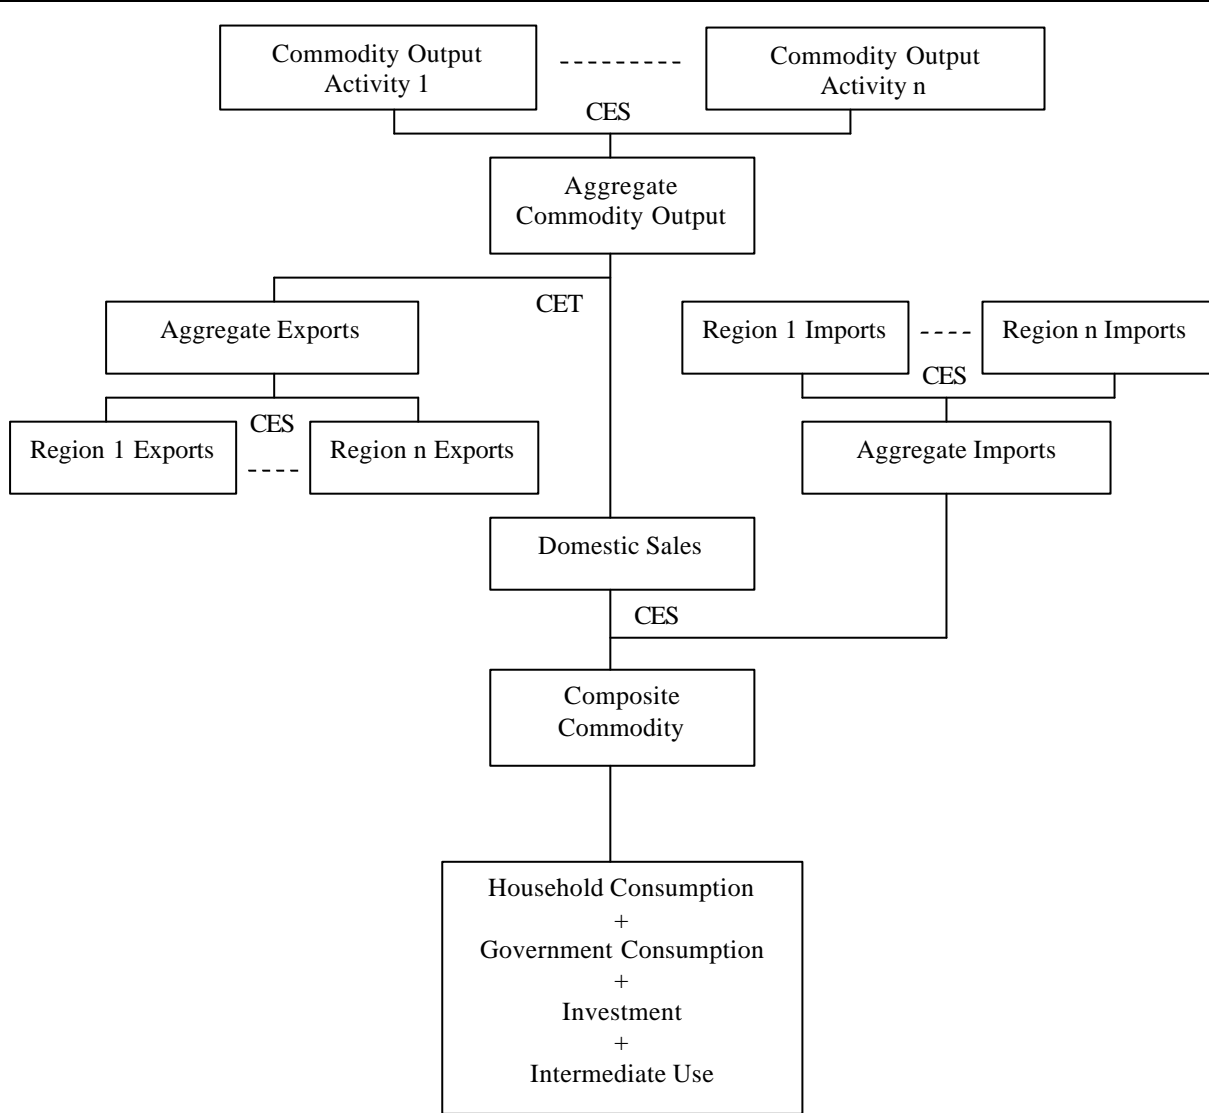 Commodity Output
Activity 1
Commodity Output
Activity n
CES
Aggregate
Commodity Output
CET
Aggregate Exports
Region 1 Imports
Region n Imports
CES
CES
Region 1 Exports
Region n Exports
Aggregate Imports
Domestic Sales
CES
Composite
Commodity
Household Consumption
+
Government Consumption
+
Investment
+
Intermediate Use